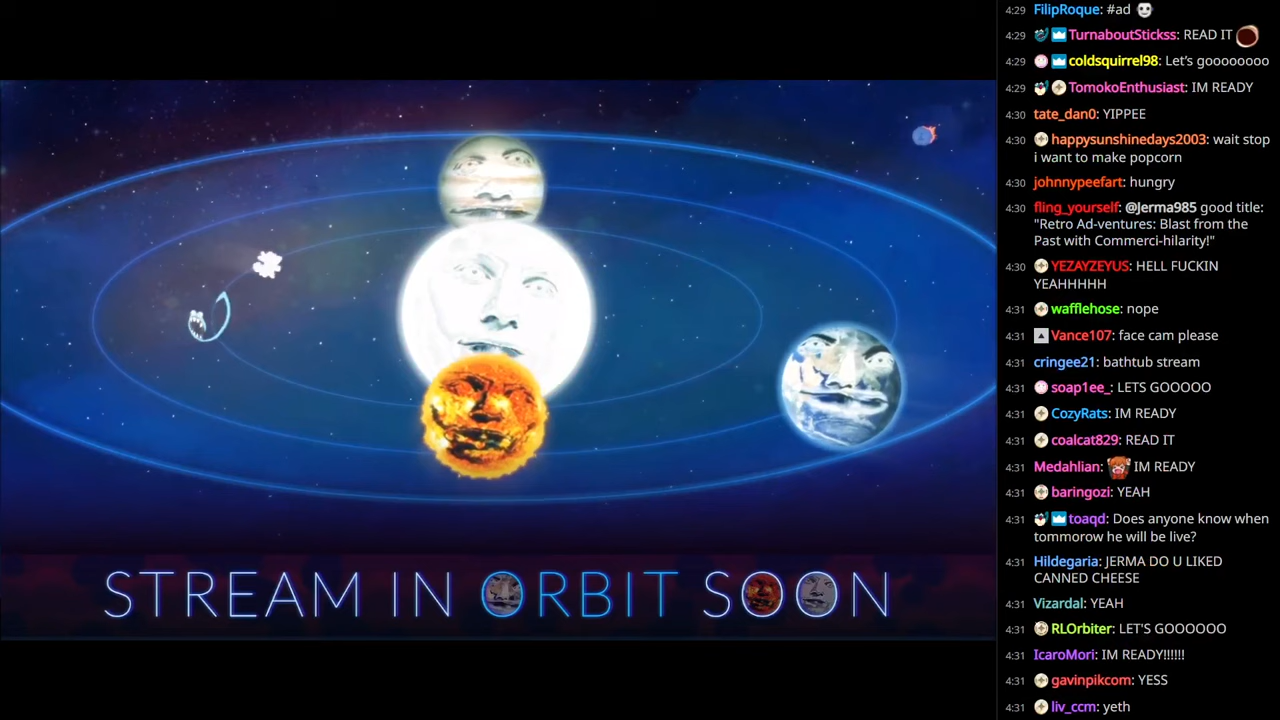 STREAM IN ORBIT SOON
4:29 FilipRoque: #ad
4:29 TurnaboutStickss: READ IT
4:29 coldsquirrel98: Let's goooooooo
4:29 TomokoEnthusiast: IM READY
4:30 tate_dan0: YIPPEE
4:30 happysunshinedays2003: wait stop
i want to make popcorn
4:30 johnnypeefart: hungry
4:30 fling_yourself: @Jerma985 good title:
"Retro Ad-ventures: Blast from the
Past with Commerci-hilarity!"
4:30 YEZAYZEYUS: HELL FUCKIN
YEAHHHHH
4:31 wafflehose: nope
4:31 Vance107: face cam please
4:31 cringee21: bathtub stream
4:31 soap1ee_: LETS GOOOOO
4:31 CozyRats: IM READY
4:31 coalcat829: READ IT
4:31 Medahlian: IM READY
4:31 baringozi: YEAH
4:31 toaqd: Does anyone know when
tommorow he will be live?
4:31 Hildegaria: JERMA DO U LIKED
CANNED CHEESE
4:31 Vizardal: YEAH
4:31 RLOrbiter: LET'S GOOOOOO
4:31 IcaroMori: IM READY!!!!!!
4:31 gavinpikcom: YESS
4:31 liv_ccm: yeth